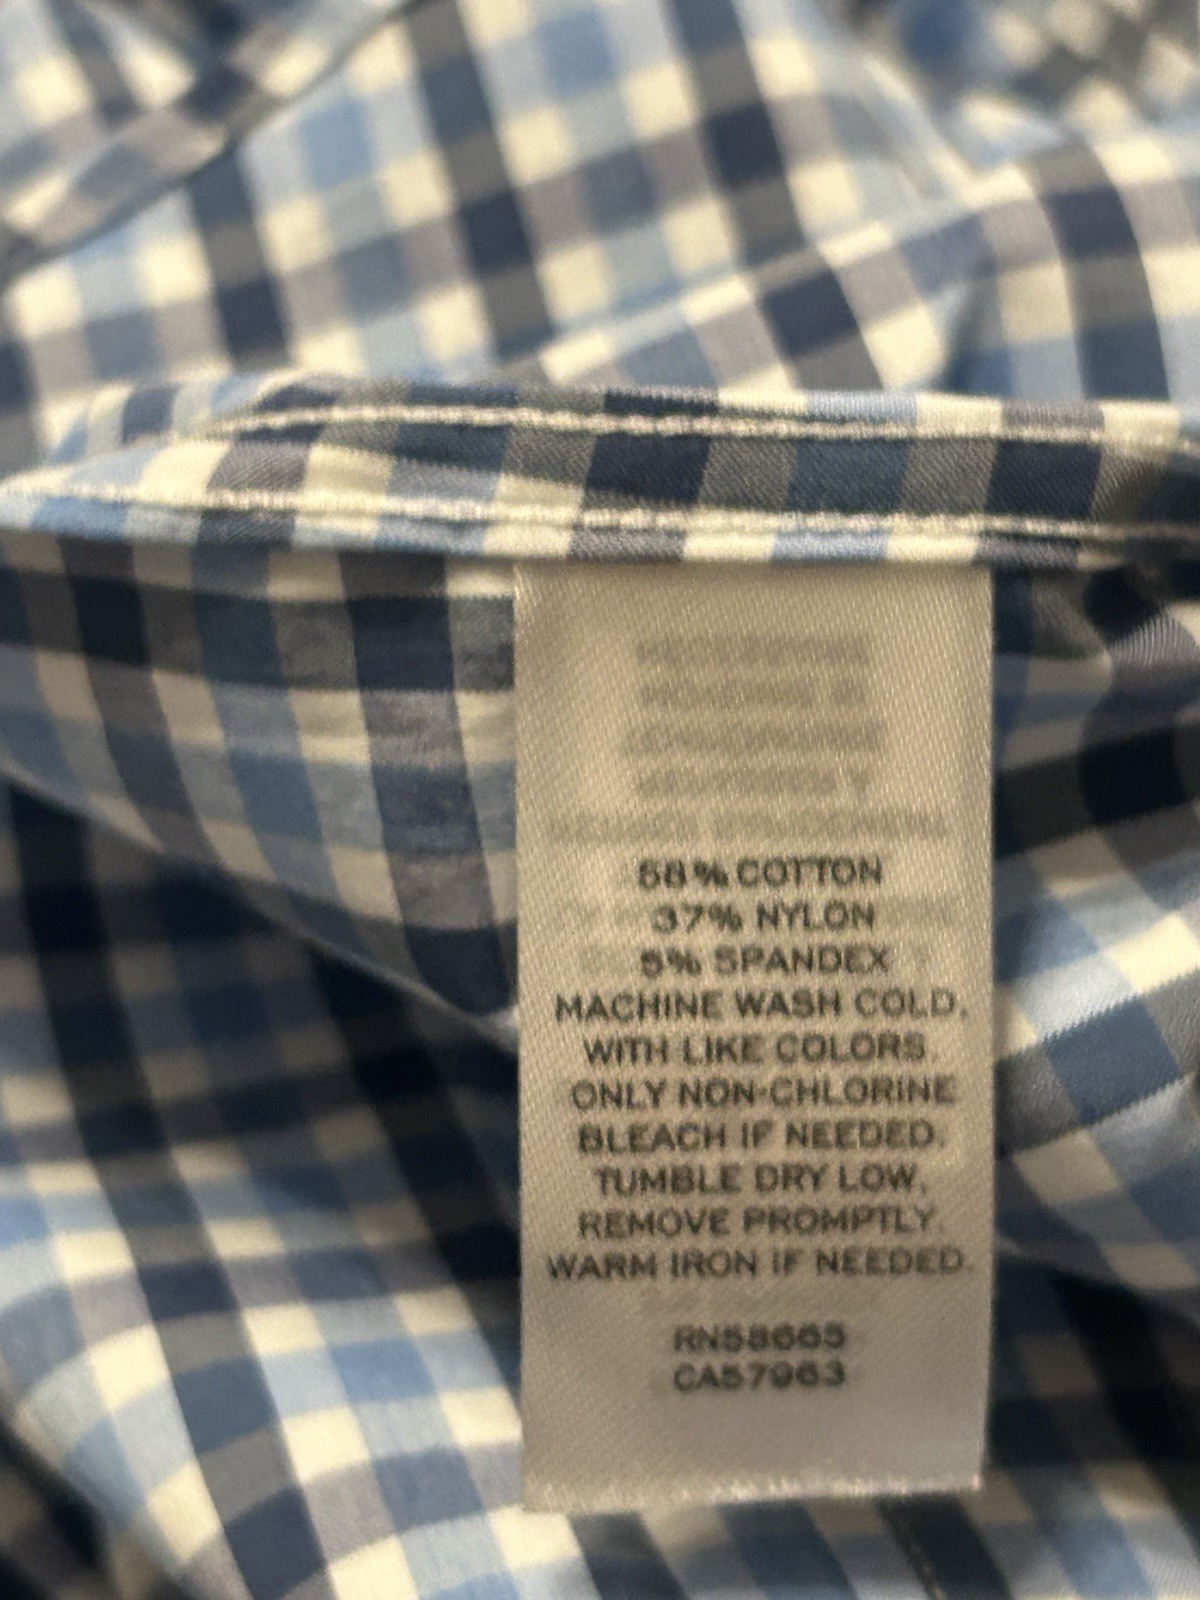 58% COTTON
37% NYLON
5% SPANDEX
MACHINE WASH COLD,
WITH LIKE COLORS.
ONLY NON-CHLORINE
BLEACH IF NEEDED.
TUMBLE DRY LOW,
REMOVE PROMPTLY.
WARM IRON IF NEEDED.
RN58665
CA57963